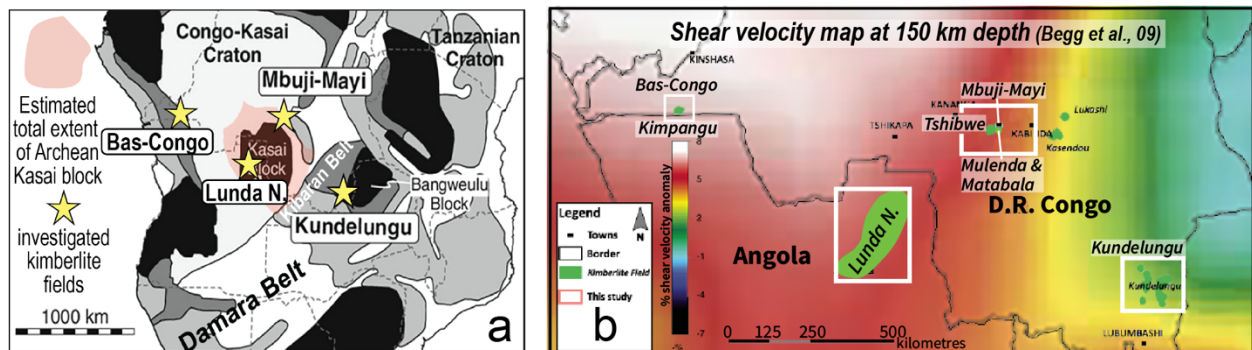 Congo-Kasai
Craton
Tanzanian
Craton
Mbuji-Mayi
Estimated
total extent
of Archean
Kasai block
Bas-Congo
Kasai
block
Lunda N.
Kibaran Belt
Bangweulu
Block
Kundelungu
investigated
kimberlite
fields
Damara Belt
1000 km
a
Shear velocity map at 150 km depth (Begg et al., 09)
KINSHASA
Bas-Congo
Kimpangu
Mbuji-Mayi
Lukashi
TSHIKAPA
Tshibwe
Kasendou
Mulenda &
Matabala
D.R. Congo
% shear velocity anomaly
8
5
2
-1
-4
-7
Legend
N
Towns
Border
Kimberlite Field
This study
Angola
Lunda N.
Kundelungu
Kundelungu
LUBUMBASHI
0 125 250 500
kilometres
b